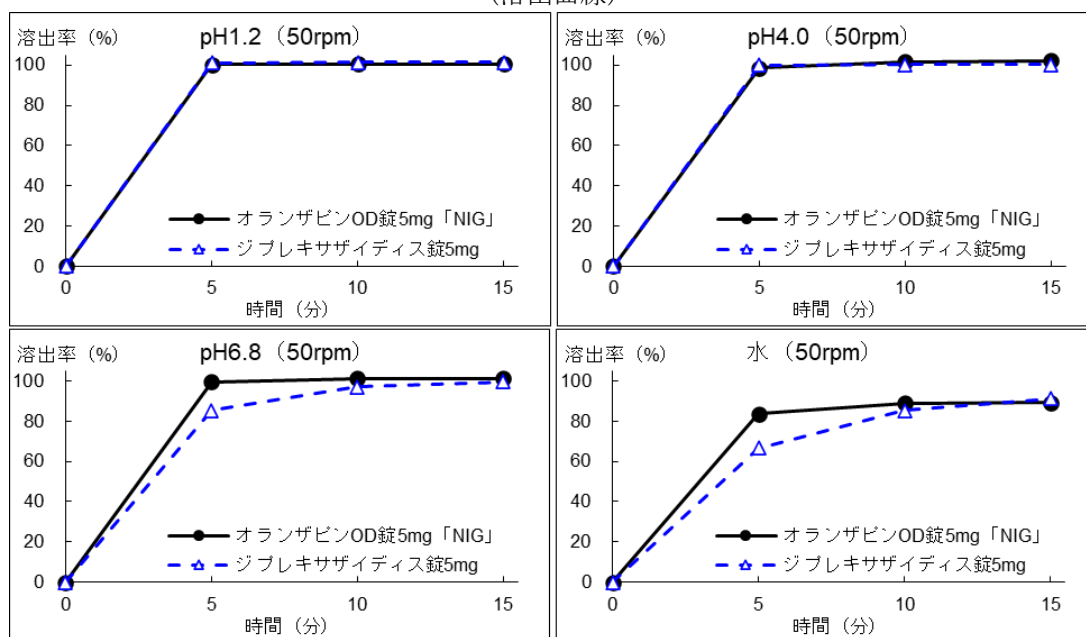 (溶出曲線)
溶出率 (%)
pH1.2 (50rpm)
100
80
60
40
20
0
オランザピンOD錠5mg「NIG」
ジプレキサザイディス錠5mg
0 5 10 15
時間 (分)
溶出率 (%)
pH4.0 (50rpm)
100
80
60
40
20
0
オランザピンOD錠5mg「NIG」
ジプレキサザイディス錠5mg
0 5 10 15
時間 (分)
溶出率 (%)
pH6.8 (50rpm)
100
80
60
40
20
0
オランザピンOD錠5mg「NIG」
ジプレキサザイディス錠5mg
0 5 10 15
時間 (分)
溶出率 (%)
水 (50rpm)
100
80
60
40
20
0
オランザピンOD錠5mg「NIG」
ジプレキサザイディス錠5mg
0 5 10 15
時間 (分)